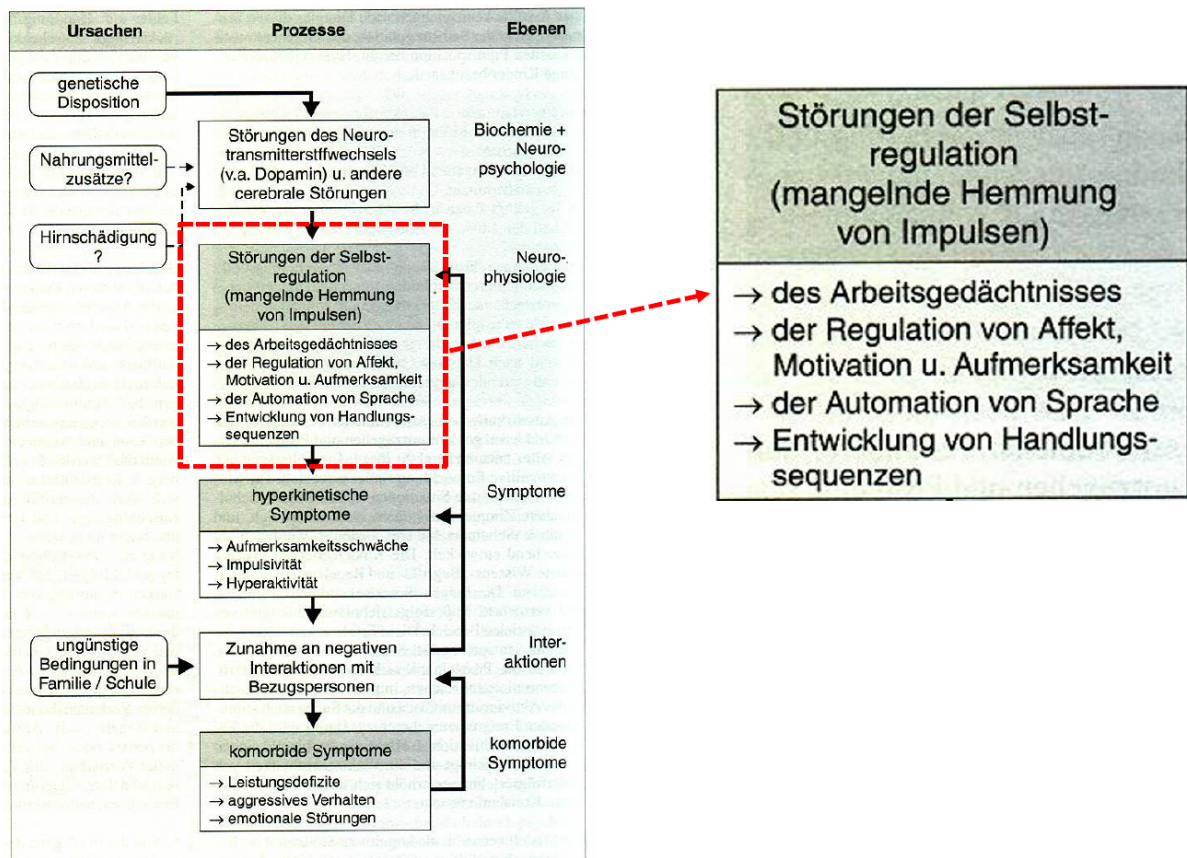 Ursachen Prozesse Ebenen
genetische
Disposition
Störungen des Neuro-
transmitterstffwechsels
(v.a. Dopamin) u. andere
cerebrale Störungen
Biochemie +
Neuro-
psychologie
Nahrungsmittel-
zusätze?
Hirnschädigung
?
Störungen der Selbst-
regulation
(mangelnde Hemmung
von Impulsen)
→ des Arbeitsgedächtnisses
→ der Regulation von Affekt,
Motivation u. Aufmerksamkeit
→ der Automation von Sprache
→ Entwicklung von Handlungs-
sequenzen
Neuro-
physiologie
hyperkinetische
Symptome
→ Aufmerksamkeitsschwäche
→ Impulsivität
→ Hyperaktivität
Symptome
ungünstige
Bedingungen in
Familie / Schule
Zunahme an negativen
Interaktionen mit
Bezugspersonen
Inter-
aktionen
komorbide Symptome
→ Leistungsdefizite
→ aggressives Verhalten
→ emotionale Störungen
komorbide
Symptome
Störungen der Selbst-
regulation
(mangelnde Hemmung
von Impulsen)
→ des Arbeitsgedächtnisses
→ der Regulation von Affekt,
Motivation u. Aufmerksamkeit
→ der Automation von Sprache
→ Entwicklung von Handlungs-
sequenzen